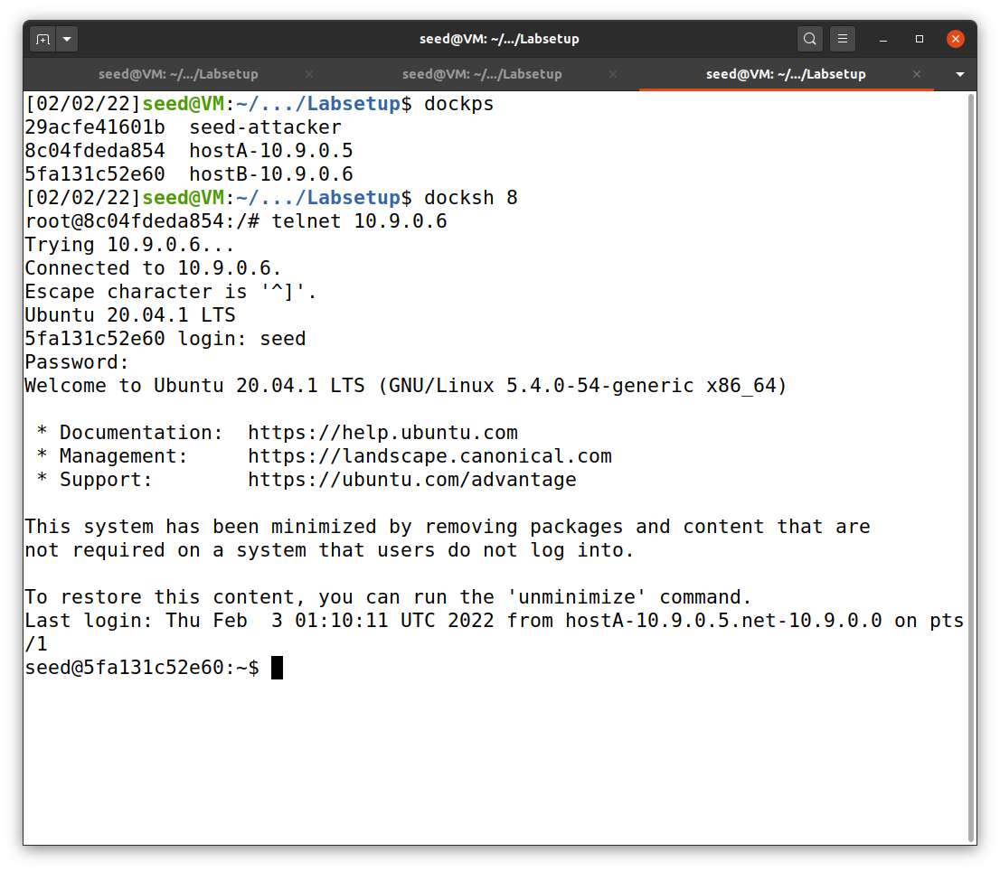 seed@VM: ~/.../Labsetup
seed@VM: ~/.../Labsetup seed@VM: ~/.../Labsetup seed@VM: ~/.../Labsetup
[02/02/22]seed@VM:~/.../Labsetup$ dockps
29acfe41601b  seed-attacker
8c04fdeda854  hostA-10.9.0.5
5fa131c52e60  hostB-10.9.0.6
[02/02/22]seed@VM:~/.../Labsetup$ docksh 8
root@8c04fdeda854:/# telnet 10.9.0.6
Trying 10.9.0.6...
Connected to 10.9.0.6.
Escape character is '^]'.
Ubuntu 20.04.1 LTS
5fa131c52e60 login: seed
Password:
Welcome to Ubuntu 20.04.1 LTS (GNU/Linux 5.4.0-54-generic x86_64)
 * Documentation:  https://help.ubuntu.com
 * Management:     https://landscape.canonical.com
 * Support:        https://ubuntu.com/advantage
This system has been minimized by removing packages and content that are
not required on a system that users do not log into.
To restore this content, you can run the 'unminimize' command.
Last login: Thu Feb  3 01:10:11 UTC 2022 from hostA-10.9.0.5.net-10.9.0.0 on pts
/1
seed@5fa131c52e60:~$